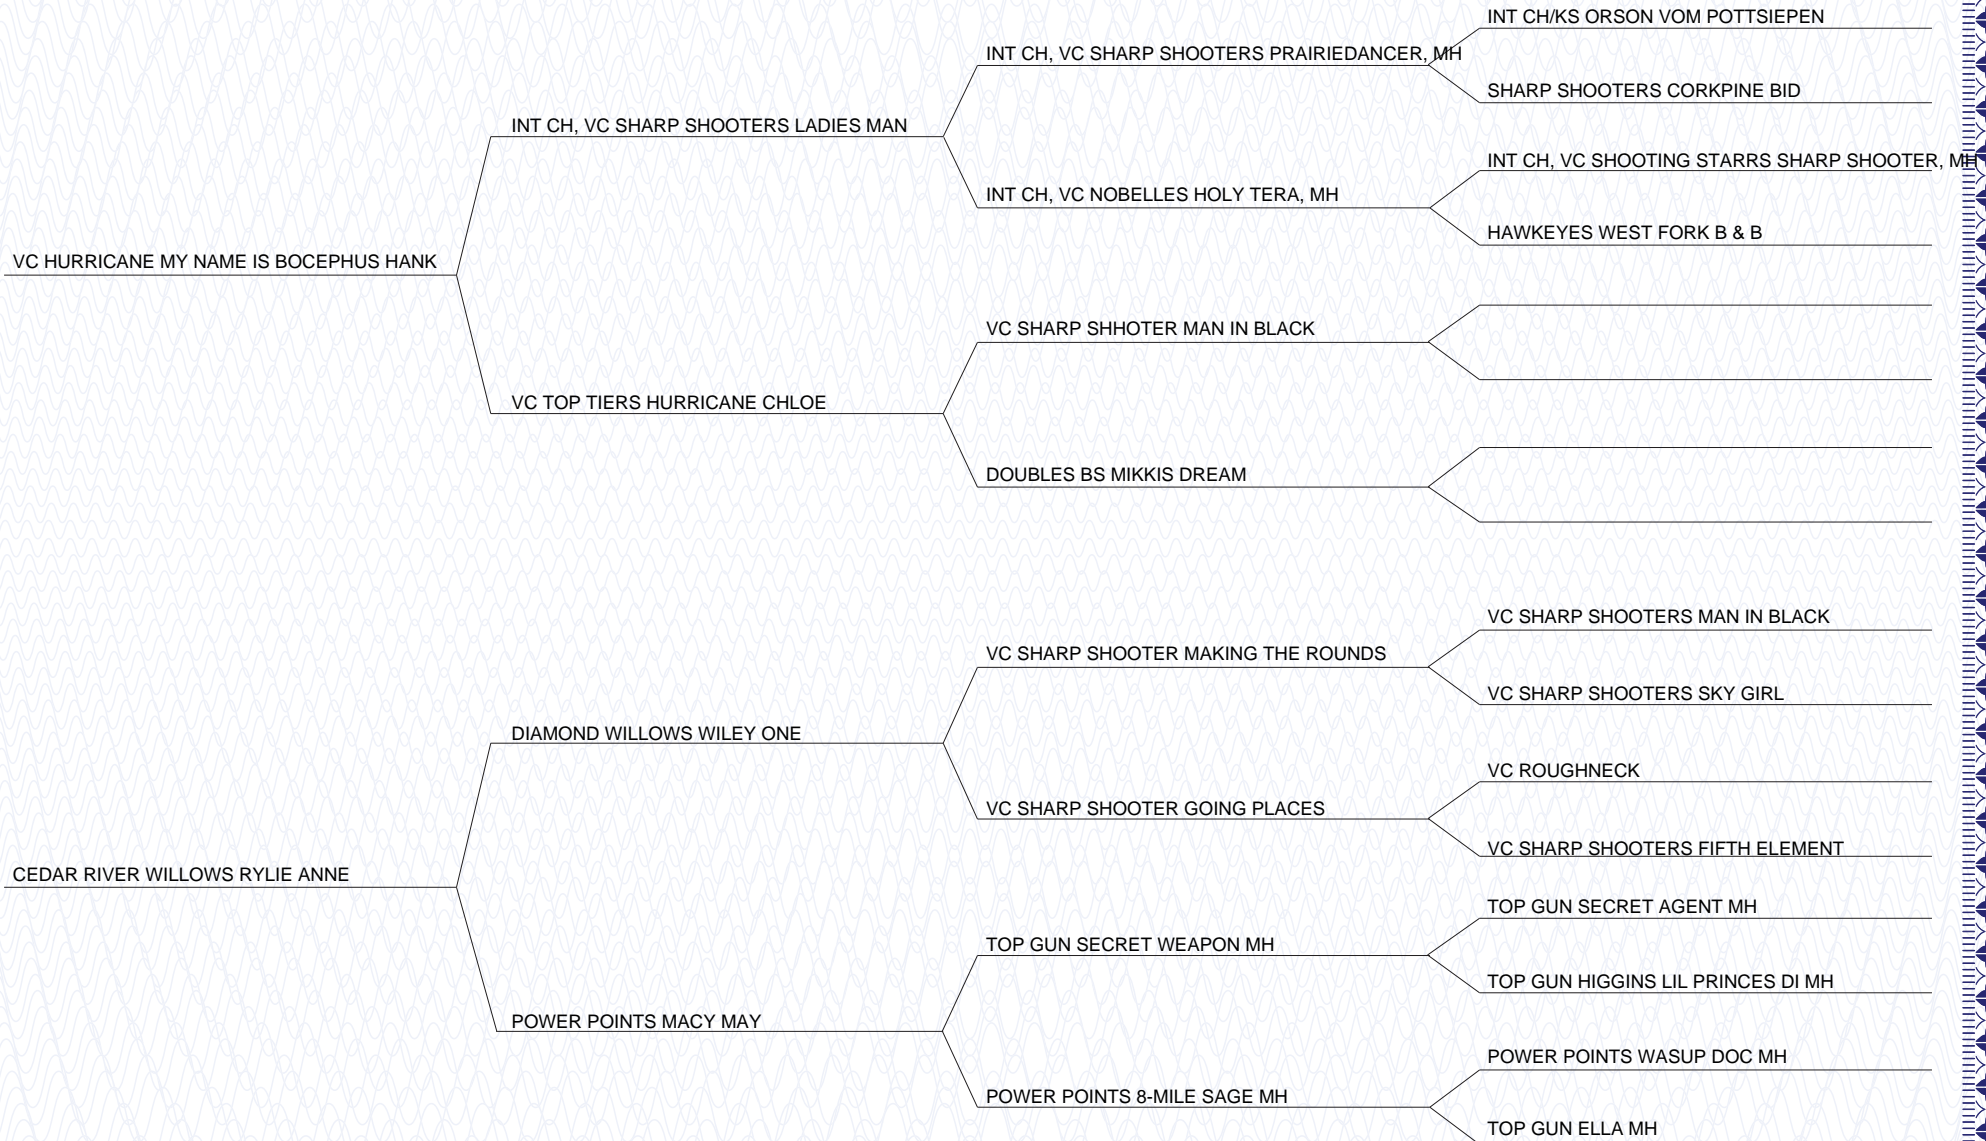 INT CH/KS ORSON VOM POTTSIEPEN
INT CH, VC SHARP SHOOTERS PRAIRIEDANCER, MH
SHARP SHOOTERS CORKPINE BID
INT CH, VC SHARP SHOOTERS LADIES MAN
INT CH, VC SHOOTING STARRS SHARP SHOOTER, MH
INT CH, VC NOBELLES HOLY TERA, MH
HAWKEYES WEST FORK B & B
VC HURRICANE MY NAME IS BOCEPHUS HANK
VC SHARP SHHOTER MAN IN BLACK
VC TOP TIERS HURRICANE CHLOE
DOUBLES BS MIKKIS DREAM
VC SHARP SHOOTERS MAN IN BLACK
VC SHARP SHOOTER MAKING THE ROUNDS
VC SHARP SHOOTERS SKY GIRL
DIAMOND WILLOWS WILEY ONE
VC ROUGHNECK
VC SHARP SHOOTER GOING PLACES
VC SHARP SHOOTERS FIFTH ELEMENT
CEDAR RIVER WILLOWS RYLIE ANNE
TOP GUN SECRET AGENT MH
TOP GUN SECRET WEAPON MH
TOP GUN HIGGINS LIL PRINCES DI MH
POWER POINTS MACY MAY
POWER POINTS WASUP DOC MH
POWER POINTS 8-MILE SAGE MH
TOP GUN ELLA MH